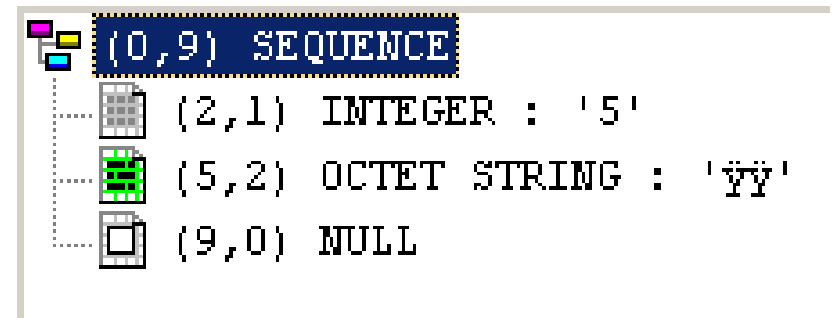 (0,9) SEQUENCE
(2,1) INTEGER : '5'
(5,2) OCTET STRING : 'ÿÿ'
(9,0) NULL